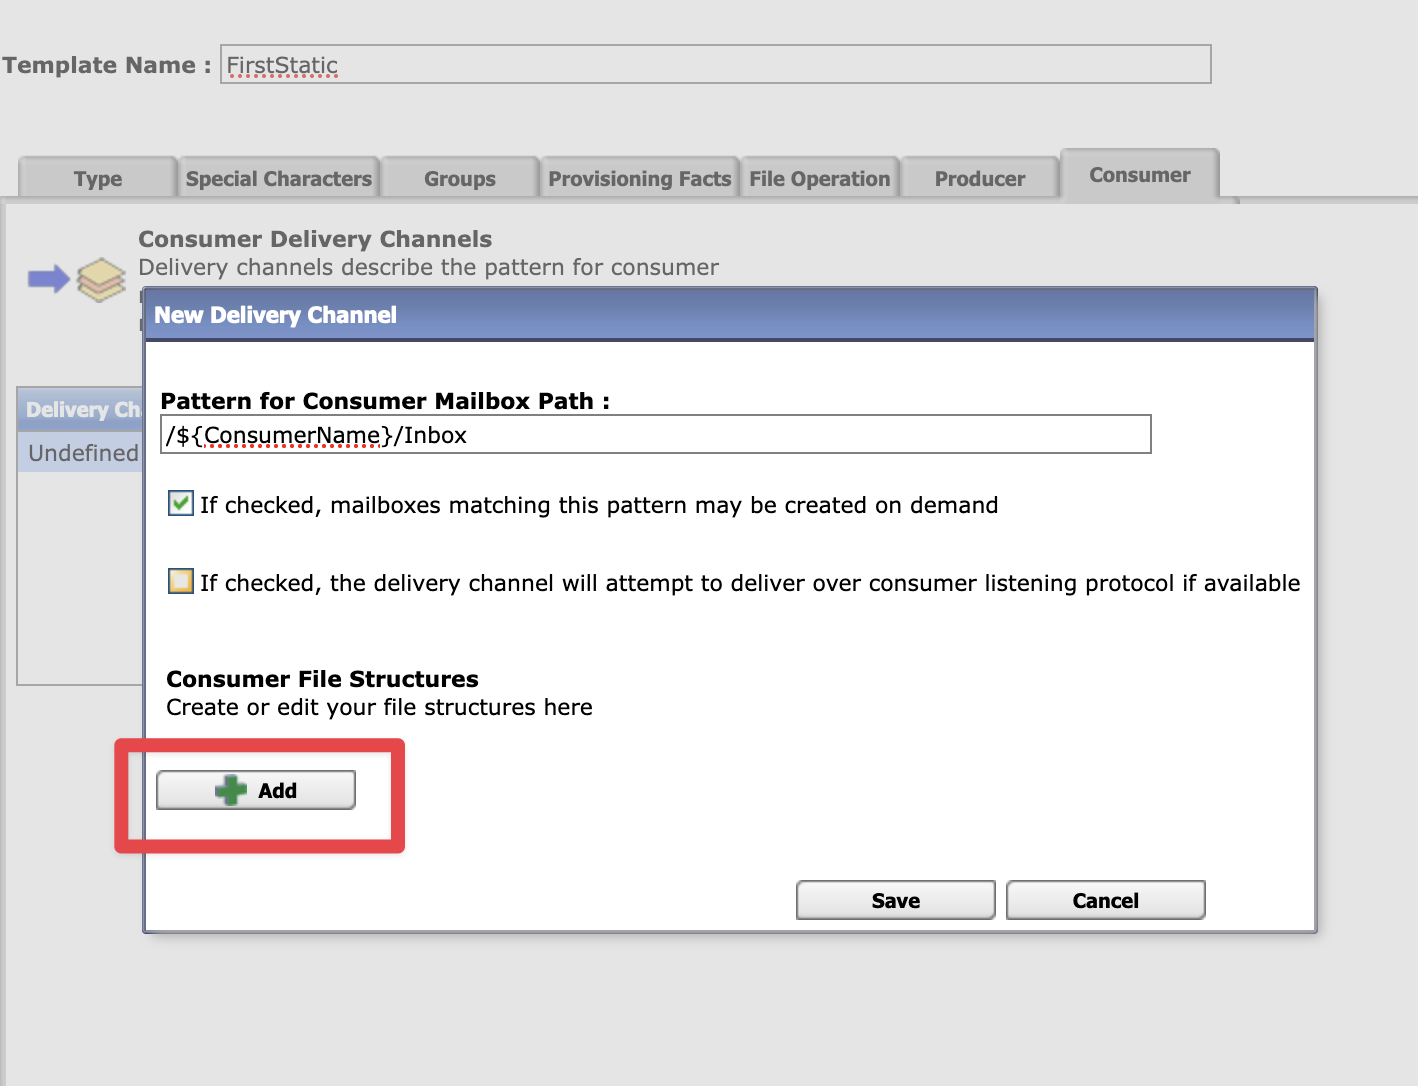 Template Name :
FirstStatic
Type
Special Characters
Groups
Provisioning Facts
File Operation
Producer
Consumer
Consumer Delivery Channels
Delivery channels describe the pattern for consumer
New Delivery Channel
Pattern for Consumer Mailbox Path :
/${ConsumerName}/Inbox
Delivery Ch
Undefined
If checked, mailboxes matching this pattern may be created on demand
If checked, the delivery channel will attempt to deliver over consumer listening protocol if available
Consumer File Structures
Create or edit your file structures here
Add
Save
Cancel